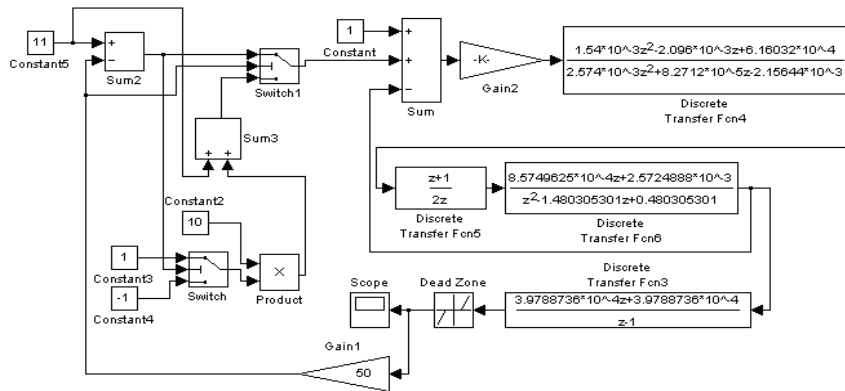 11
Constant5
+
−
Sum2
Switch1
1
Constant
+
+
−
Sum
-K-
Gain2
1.54*10^-3z²-2.096*10^-3z+6.16032*10^-4
2.574*10^-3z²+8.2712*10^-5z-2.15644*10^-3
Discrete
Transfer Fcn4
+ +
Sum3
z+1
2z
Discrete
Transfer Fcn5
8.5749625*10^-4z+2.5724888*10^-3
z²-1.480305301z+0.480305301
Discrete
Transfer Fcn6
Constant2
10
1
Constant3
-1
Constant4
Switch
×
Product
Scope
Dead Zone
Discrete
Transfer Fcn3
3.9788736*10^-4z+3.9788736*10^-4
z-1
Gain1
50